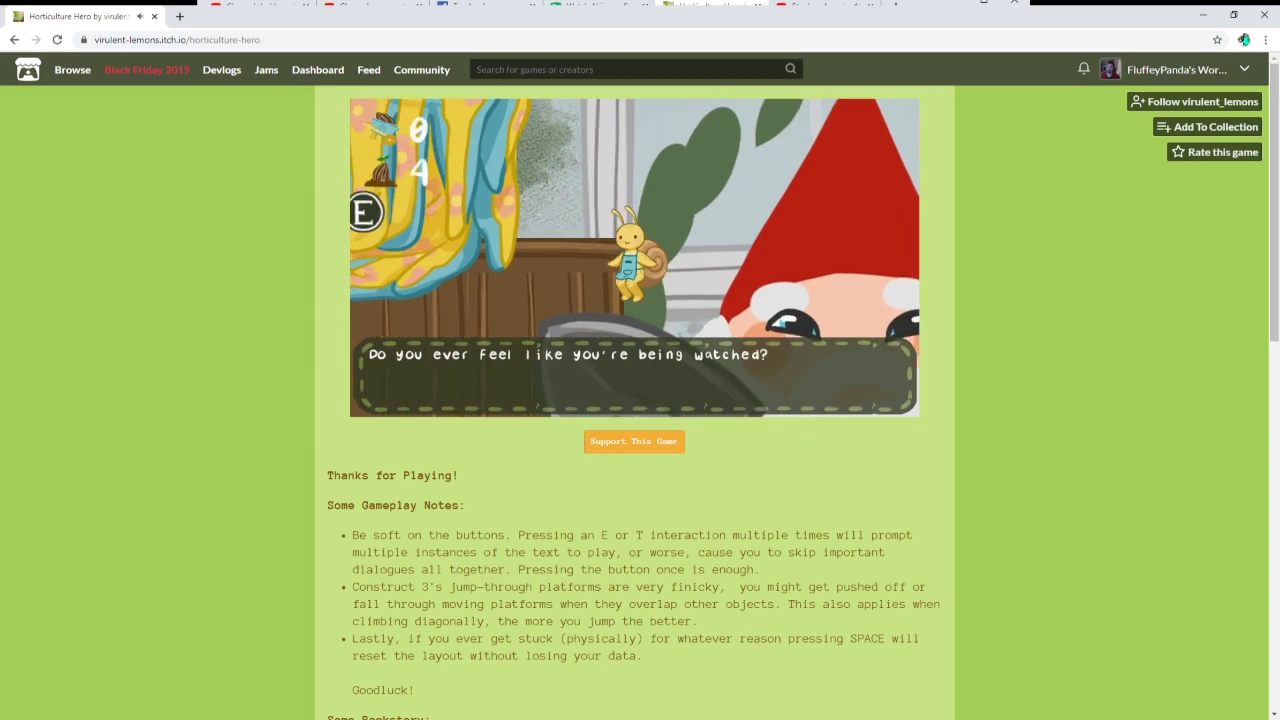 Horticulture Hero by virulent
virulent-lemons.itch.io/horticulture-hero
Browse Black Friday 2019 Devlogs Jams Dashboard Feed Community Search for games or creators FluffeyPanda's Wor...
Follow virulent_lemons
Add To Collection
Rate this game
0
4
E
Do you ever feel like you're being watched?
Support This Game
Thanks for Playing!
Some Gameplay Notes:
• Be soft on the buttons. Pressing an E or T interaction multiple times will prompt
multiple instances of the text to play, or worse, cause you to skip important
dialogues all together. Pressing the button once is enough.
• Construct 3's jump-through platforms are very finicky, you might get pushed off or
fall through moving platforms when they overlap other objects. This also applies when
climbing diagonally, the more you jump the better.
• Lastly, if you ever get stuck (physically) for whatever reason pressing SPACE will
reset the layout without losing your data.
Goodluck!
Some Backstory: